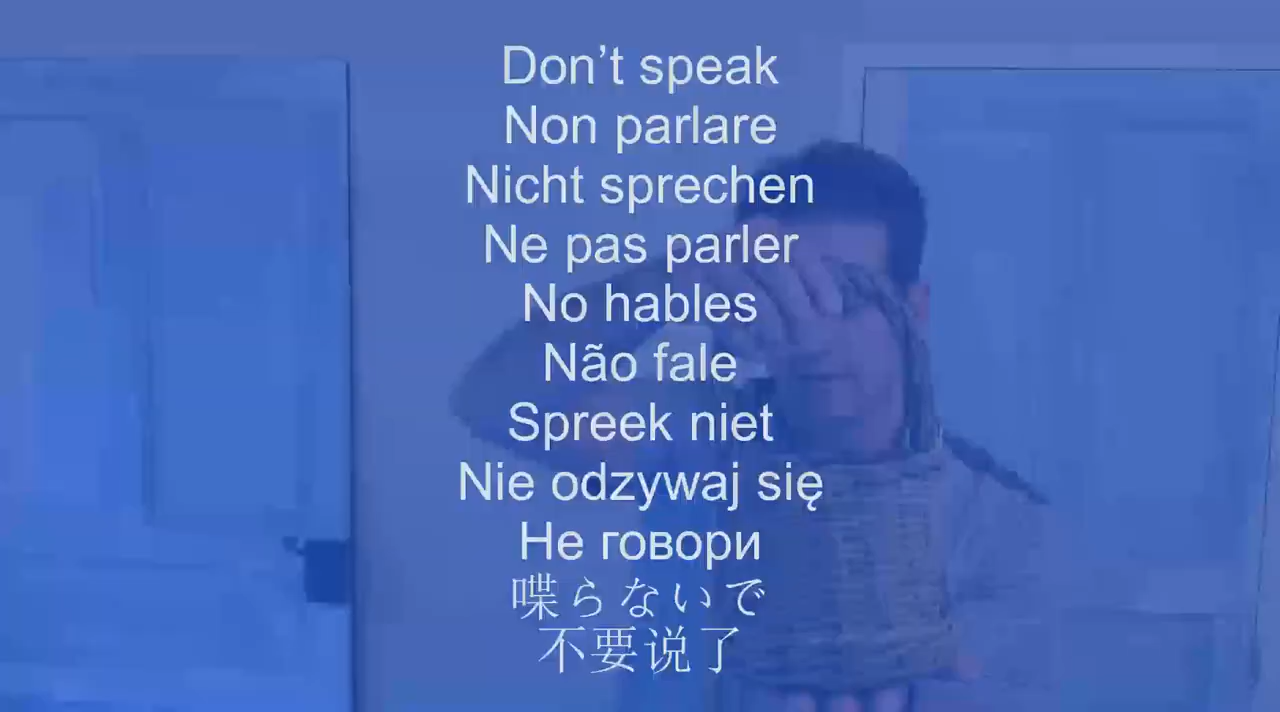 Don’t speak
Non parlare
Nicht sprechen
Ne pas parler
No hables
Não fale
Spreek niet
Nie odzywaj się
Не говори
喋らないで
不要说了